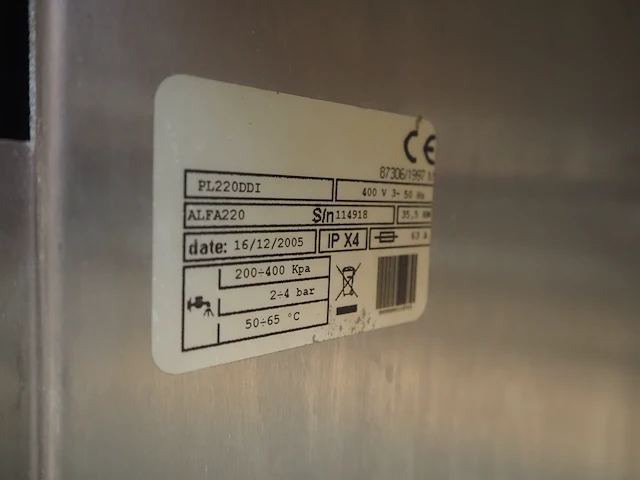 CE
87306/1997
PL220DDI 400 V 3~ 50 Hz
ALFA220 S/n 114918 35,5 KW
date: 16/12/2005 IP X4 63 A
200÷400 Kpa
2÷4 bar
50÷65 °C